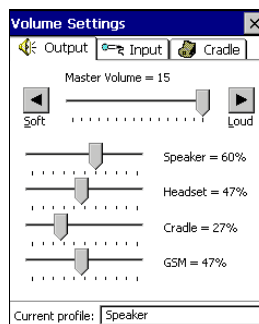 Volume Settings
Output Input Cradle
Master Volume = 15
Soft Loud
Speaker = 60%
Headset = 47%
Cradle = 27%
GSM = 47%
Current profile: Speaker